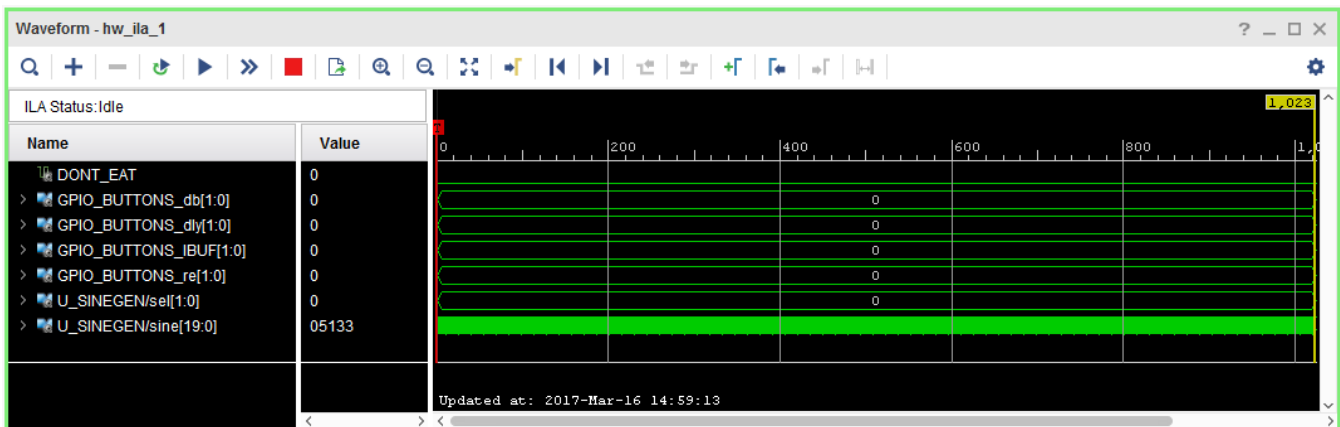 Waveform - hw_ila_1
ILA Status:Idle
1,023
Name Value
0 200 400 600 800 1,0
DONT_EAT 0
GPIO_BUTTONS_db[1:0] 0 0
GPIO_BUTTONS_dly[1:0] 0 0
GPIO_BUTTONS_IBUF[1:0] 0 0
GPIO_BUTTONS_re[1:0] 0 0
U_SINEGEN/sel[1:0] 0 0
U_SINEGEN/sine[19:0] 05133
Updated at: 2017-Mar-16 14:59:13